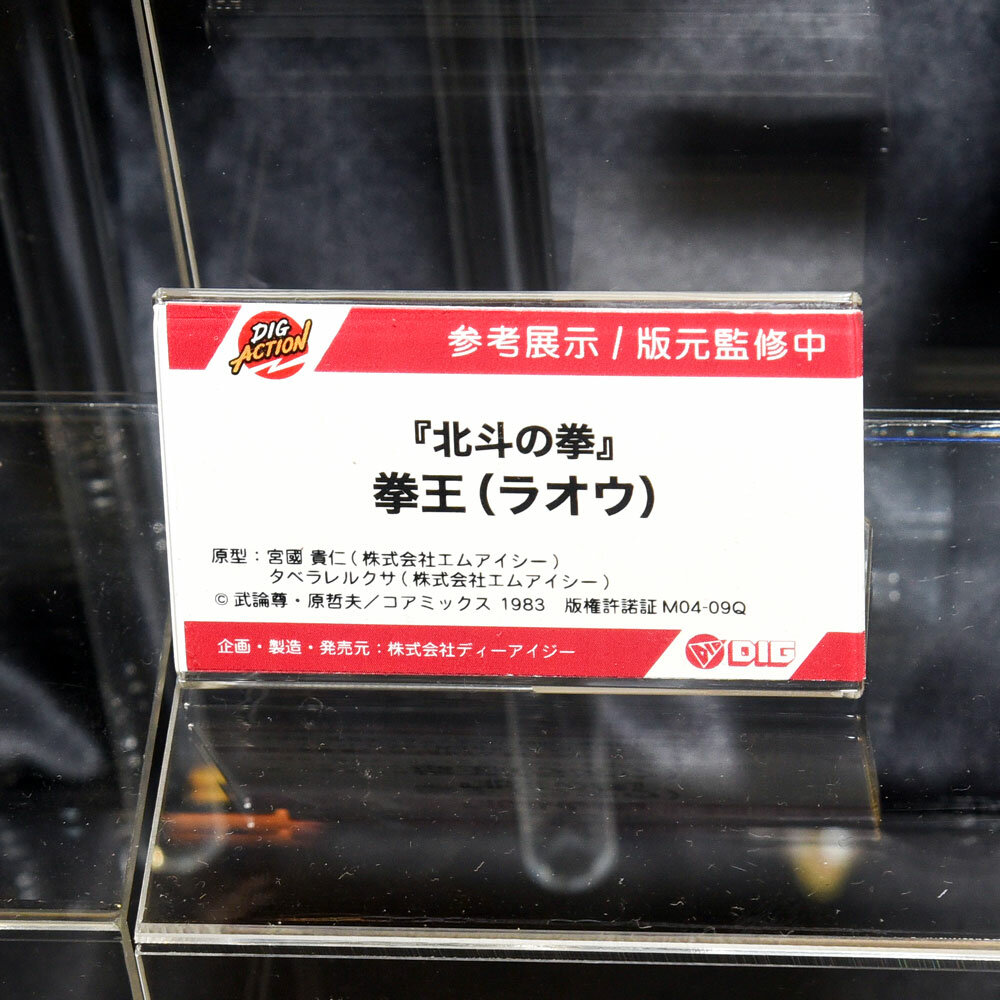 DIG
ACTION
参考展示 / 版元監修中
『北斗の拳』
拳王(ラオウ)
原型：宮國 貴仁(株式会社エムアイシー)
タベラレルクサ(株式会社エムアイシー)
© 武論尊・原哲夫／コアミックス 1983 版権許諾証 M04-09Q
企画・製造・発売元：株式会社ディーアイジー
DIG